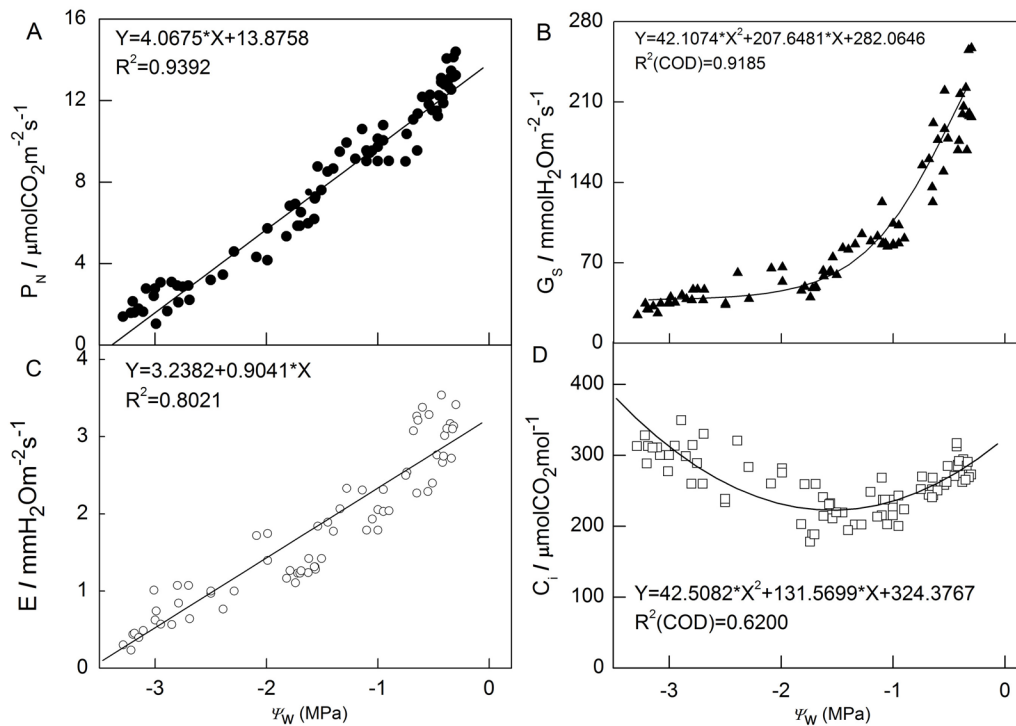 A
Y=4.0675*X+13.8758
R²=0.9392
16
12
8
4
0
P_N / μmolCO₂m⁻²s⁻¹
B
Y=42.1074*X²+207.6481*X+282.0646
R²(COD)=0.9185
280
210
140
70
0
G_S / mmolH₂Om⁻²s⁻¹
C
Y=3.2382+0.9041*X
R²=0.8021
4
3
2
1
0
E / mmH₂Om⁻²s⁻¹
-3 -2 -1 0
Ψ_W (MPa)
D
400
300
200
100
0
C_i / μmolCO₂mol⁻¹
Y=42.5082*X²+131.5699*X+324.3767
R²(COD)=0.6200
-3 -2 -1 0
Ψ_W (MPa)